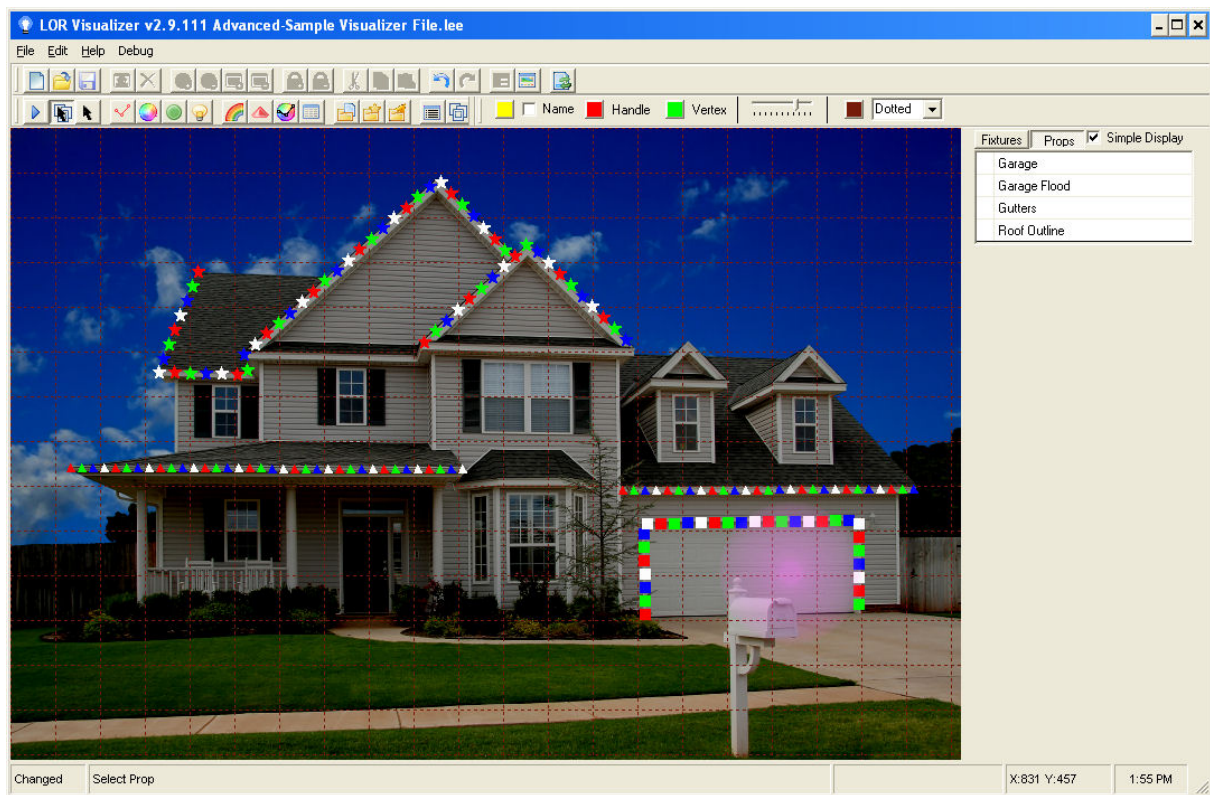 LOR Visualizer v2.9.111 Advanced-Sample Visualizer File.lee
File Edit Help Debug
Name Handle Vertex Dotted
Fixtures Props Simple Display
Garage
Garage Flood
Gutters
Roof Outline
Changed Select Prop X:831 Y:457 1:55 PM